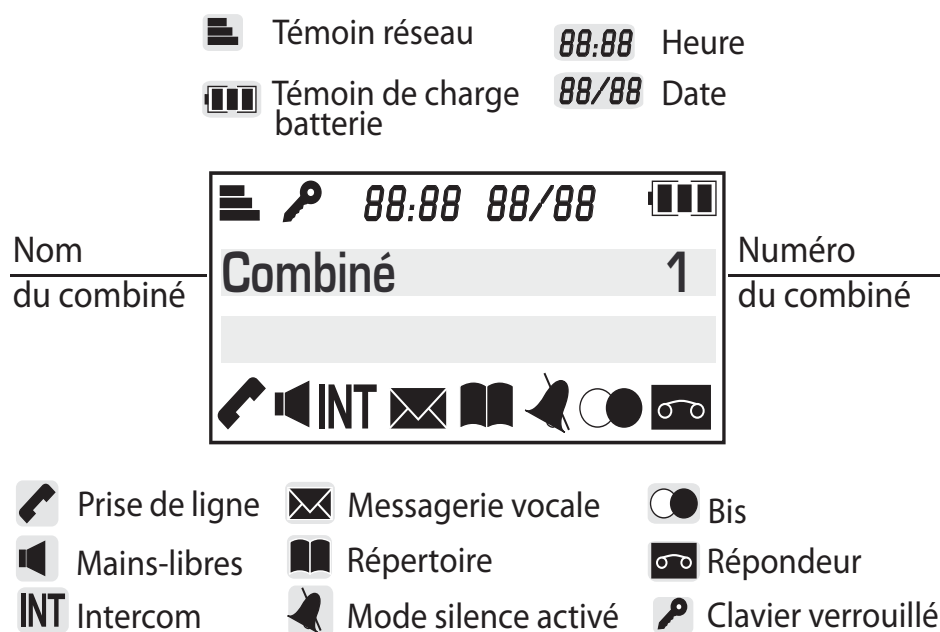 Témoin réseau
88:88 Heure
Témoin de charge
batterie
88/88 Date
88:88 88/88
Nom
du combiné
Combiné 1
Numéro
du combiné
INT
Prise de ligne
Messagerie vocale
Bis
Mains-libres
Répertoire
Répondeur
INT Intercom
Mode silence activé
Clavier verrouillé